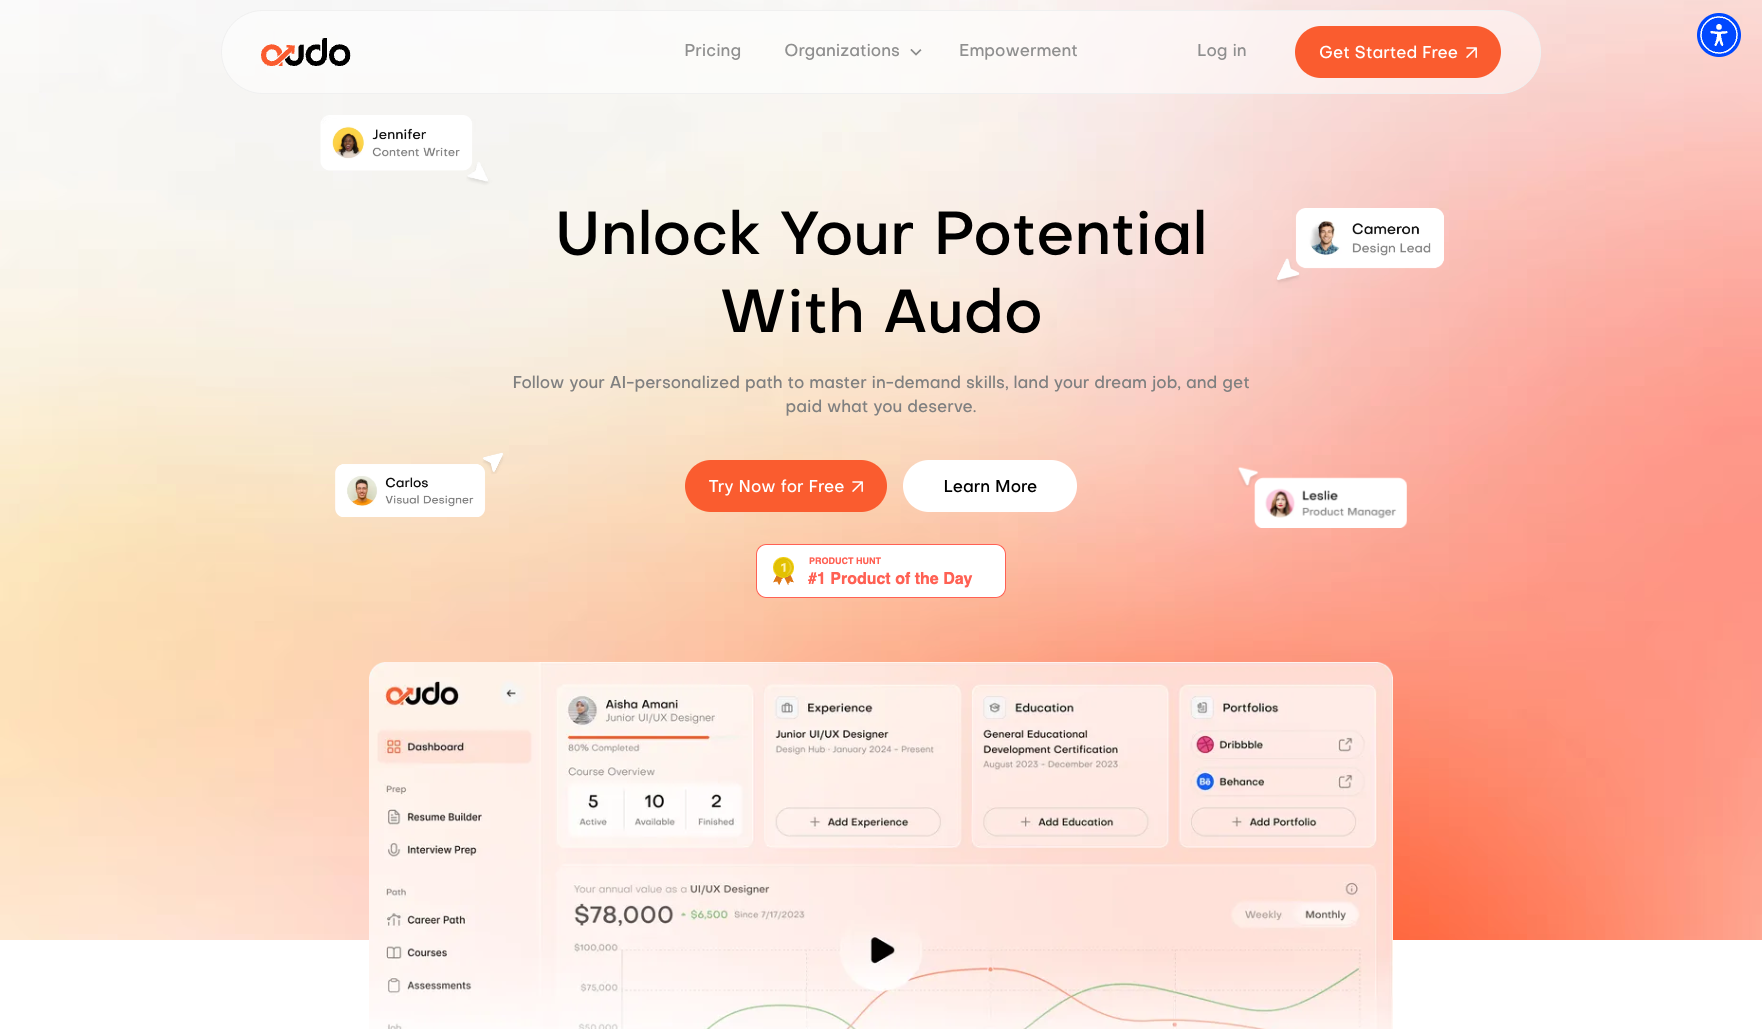 audo
Pricing
Organizations
Empowerment
Log in
Get Started Free
Jennifer
Content Writer
Unlock Your Potential
With Audo
Cameron
Design Lead
Follow your AI-personalized path to master in-demand skills, land your dream job, and get
paid what you deserve.
Carlos
Visual Designer
Try Now for Free
Learn More
Leslie
Product Manager
1
PRODUCT HUNT
#1 Product of the Day
audo
Dashboard
Prep
Resume Builder
Interview Prep
Path
Career Path
Courses
Assessments
Job
Aisha Amani
Junior UI/UX Designer
80% Completed
Course Overview
5 10 2
Active Available Finished
Experience
Junior UI/UX Designer
Design Hub · January 2024 - Present
+ Add Experience
Education
General Educational
Development Certification
August 2023 - December 2023
+ Add Education
Portfolios
Dribbble
Bē Behance
+ Add Portfolio
Your annual value as a UI/UX Designer
$78,000 + $6,500 Since 7/17/2023
Weekly Monthly
$100,000
$75,000
$50,000